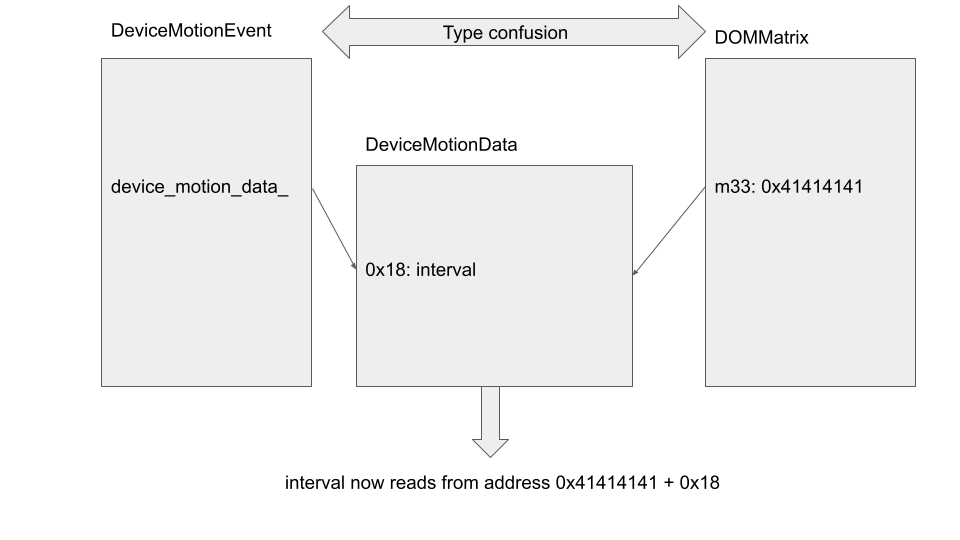 DeviceMotionEvent
Type confusion
DOMMatrix
DeviceMotionData
device_motion_data_
m33: 0x41414141
0x18: interval
interval now reads from address 0x41414141 + 0x18